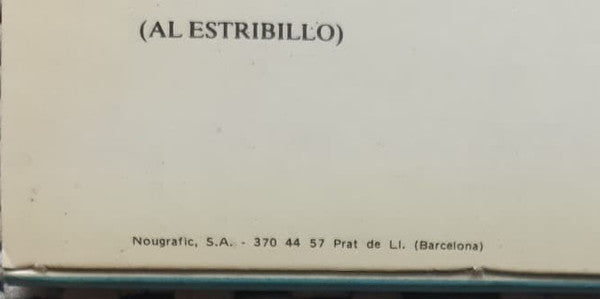 (AL ESTRIBILLO)
Nougrafic, S.A. - 370 44 57 Prat de Ll. (Barcelona)